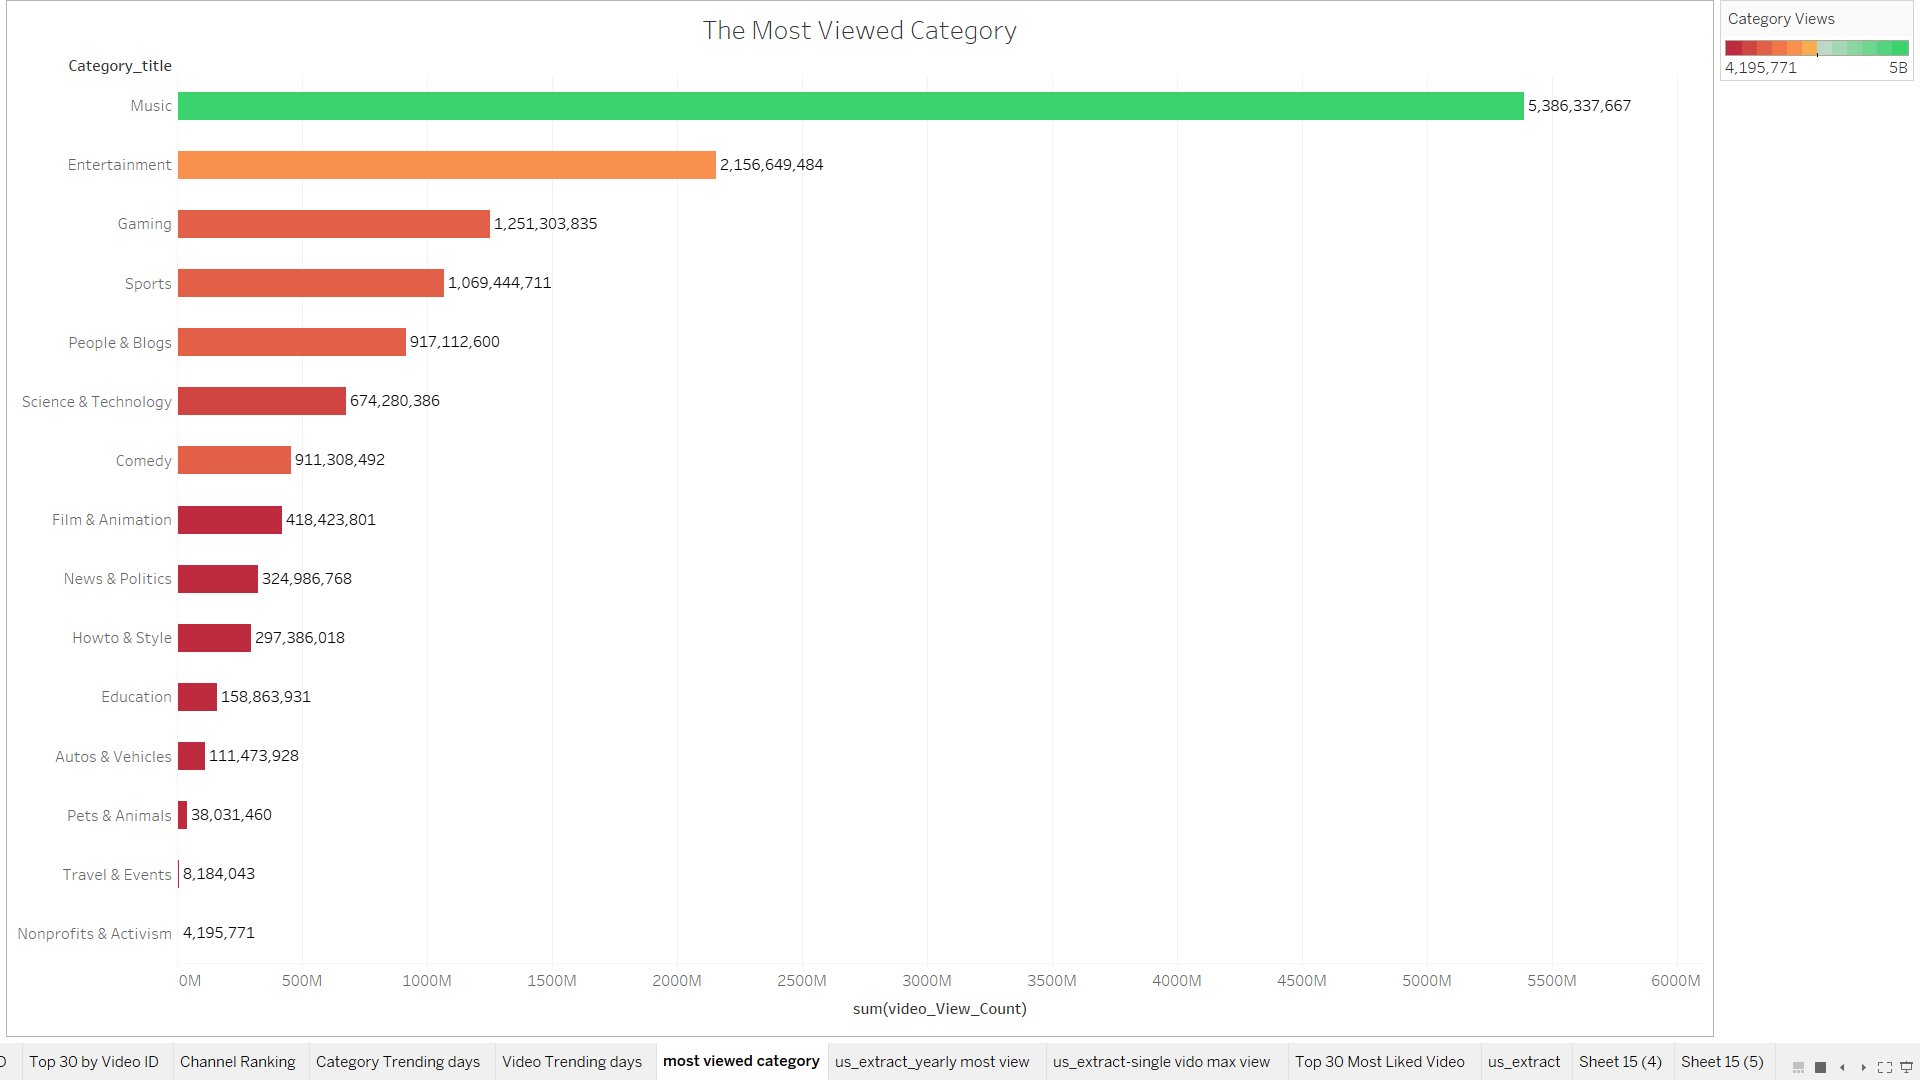 The Most Viewed Category
Category Views
4,195,771 5B
Category_title
Music 5,386,337,667
Entertainment 2,156,649,484
Gaming 1,251,303,835
Sports 1,069,444,711
People & Blogs 917,112,600
Science & Technology 674,280,386
Comedy 911,308,492
Film & Animation 418,423,801
News & Politics 324,986,768
Howto & Style 297,386,018
Education 158,863,931
Autos & Vehicles 111,473,928
Pets & Animals 38,031,460
Travel & Events 8,184,043
Nonprofits & Activism 4,195,771
0M 500M 1000M 1500M 2000M 2500M 3000M 3500M 4000M 4500M 5000M 5500M 6000M
sum(video_View_Count)
Top 30 by Video ID Channel Ranking Category Trending days Video Trending days most viewed category us_extract_yearly most view us_extract-single vido max view Top 30 Most Liked Video us_extract Sheet 15 (4) Sheet 15 (5)